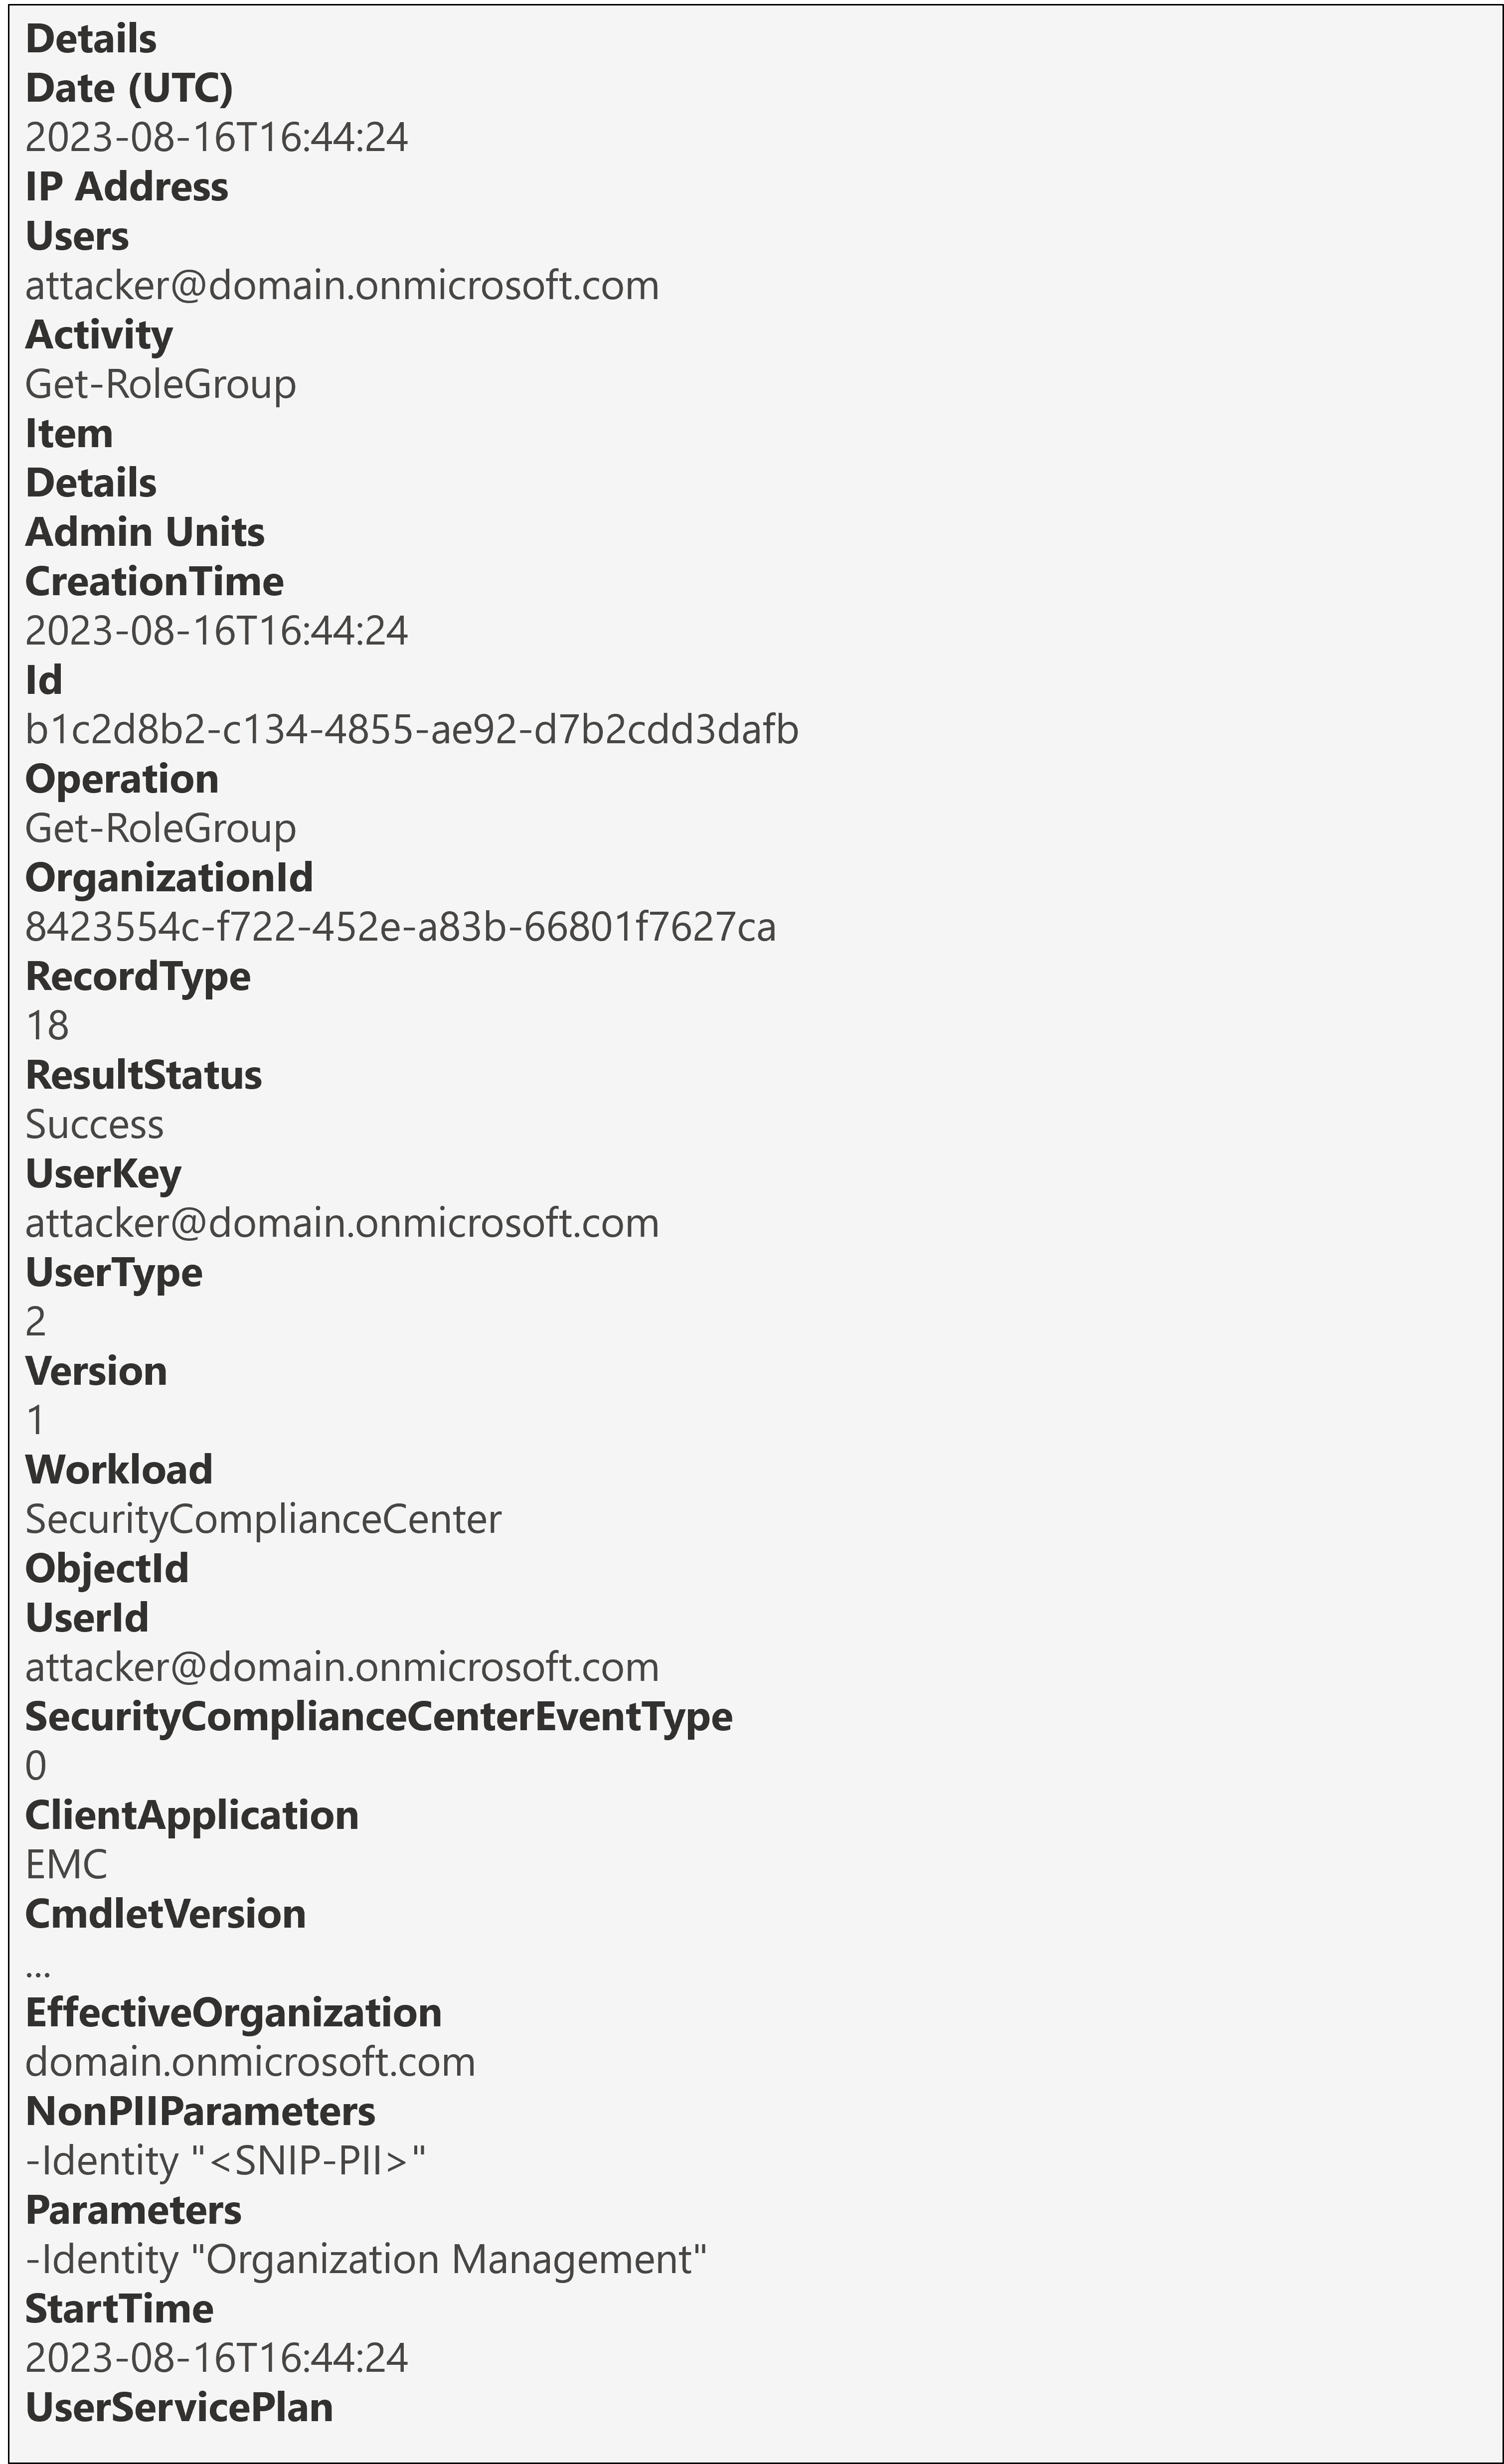 Details
Date (UTC)
2023-08-16T16:44:24
IP Address
Users
attacker@domain.onmicrosoft.com
Activity
Get-RoleGroup
Item
Details
Admin Units
CreationTime
2023-08-16T16:44:24
Id
b1c2d8b2-c134-4855-ae92-d7b2cdd3dafb
Operation
Get-RoleGroup
OrganizationId
8423554c-f722-452e-a83b-66801f7627ca
RecordType
18
ResultStatus
Success
UserKey
attacker@domain.onmicrosoft.com
UserType
2
Version
1
Workload
SecurityComplianceCenter
ObjectId
UserId
attacker@domain.onmicrosoft.com
SecurityComplianceCenterEventType
0
ClientApplication
EMC
CmdletVersion
...
EffectiveOrganization
domain.onmicrosoft.com
NonPIIParameters
-Identity "<SNIP-PII>"
Parameters
-Identity "Organization Management"
StartTime
2023-08-16T16:44:24
UserServicePlan